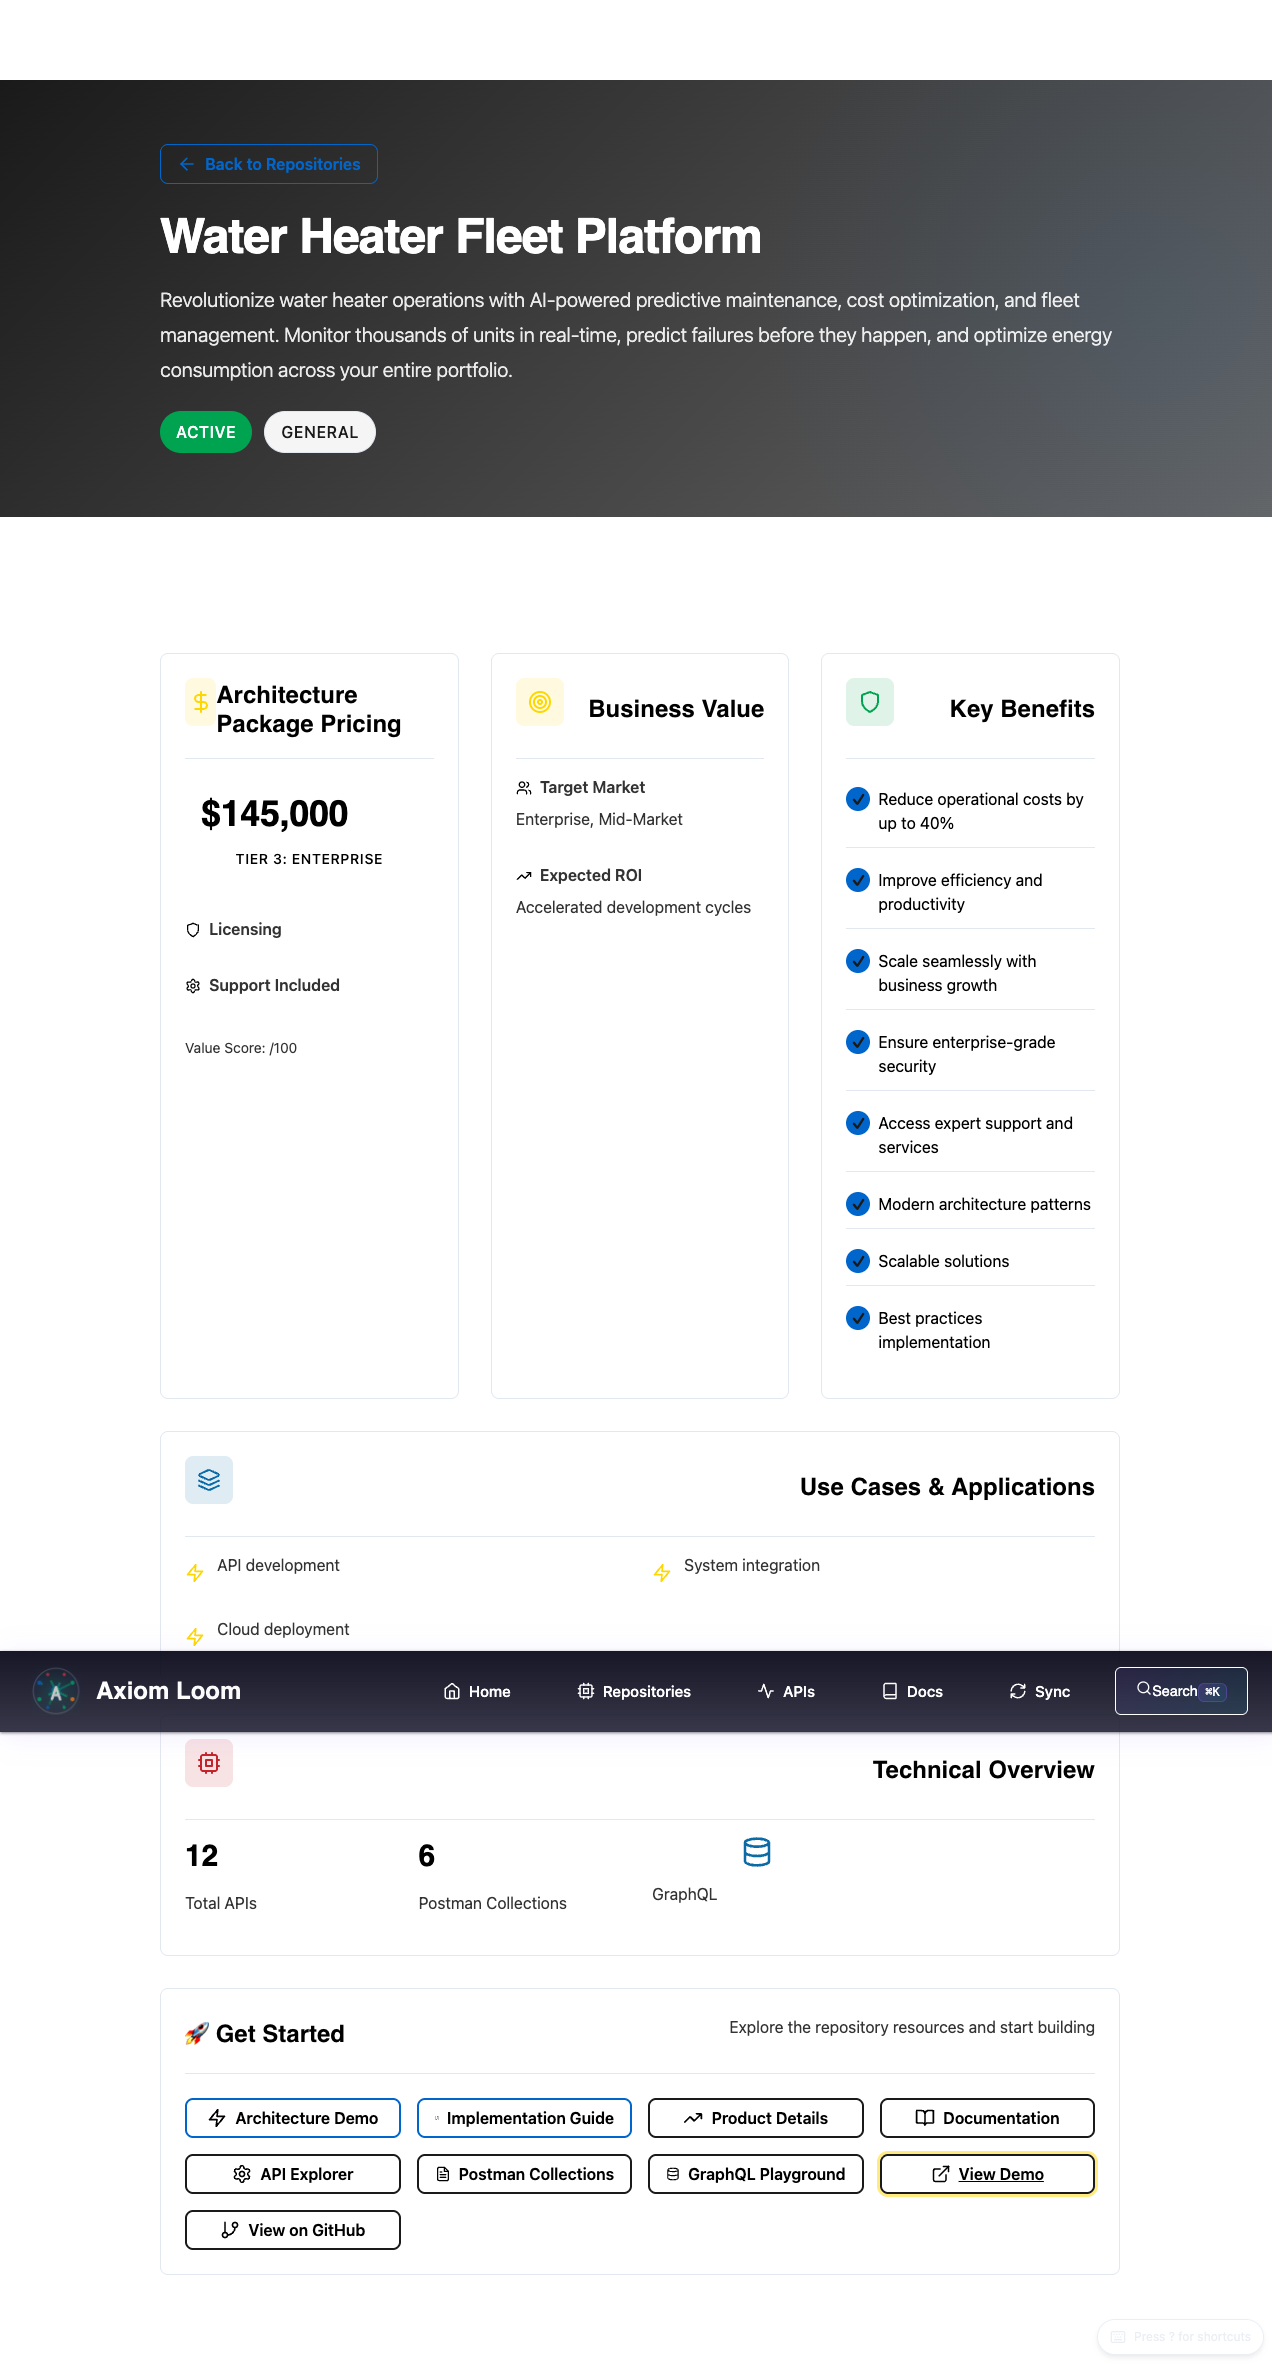 Back to Repositories
Water Heater Fleet Platform
Revolutionize water heater operations with AI-powered predictive maintenance, cost optimization, and fleet
management. Monitor thousands of units in real-time, predict failures before they happen, and optimize energy
consumption across your entire portfolio.
ACTIVE
GENERAL
Architecture
Package Pricing
$145,000
TIER 3: ENTERPRISE
Licensing
Support Included
Value Score: /100
Business Value
Target Market
Enterprise, Mid-Market
Expected ROI
Accelerated development cycles
Key Benefits
Reduce operational costs by
up to 40%
Improve efficiency and
productivity
Scale seamlessly with
business growth
Ensure enterprise-grade
security
Access expert support and
services
Modern architecture patterns
Scalable solutions
Best practices
implementation
Use Cases & Applications
API development
System integration
Cloud deployment
A
Axiom Loom
Home
Repositories
APIs
Docs
Sync
Search ⌘K
Technical Overview
12
Total APIs
6
Postman Collections
GraphQL
🚀 Get Started
Explore the repository resources and start building
Architecture Demo
Implementation Guide
Product Details
Documentation
API Explorer
Postman Collections
GraphQL Playground
View Demo
View on GitHub
Press ? for shortcuts